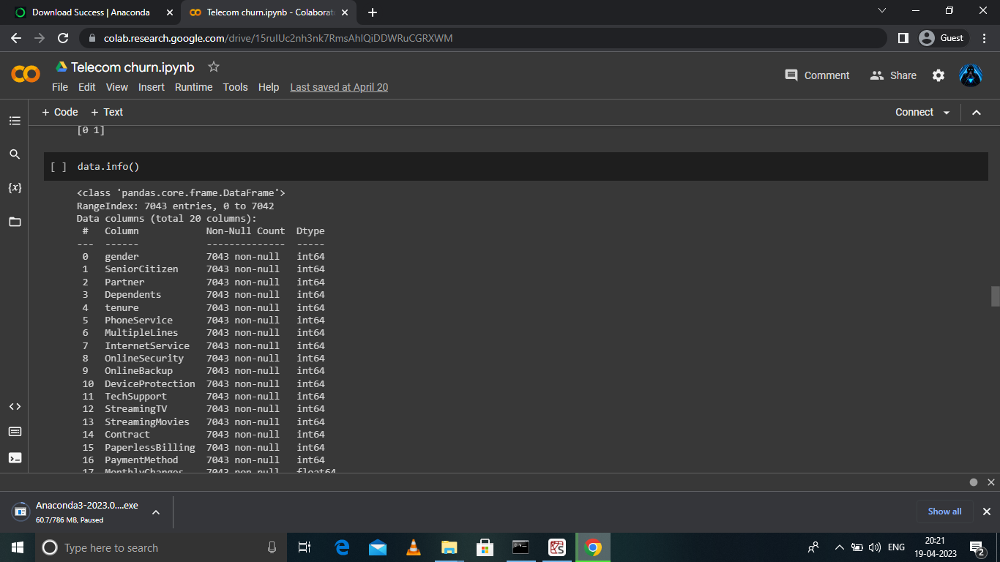 Download Success | Anaconda
Telecom churn.ipynb - Colaborat
colab.research.google.com/drive/15rulUc2nh3nk7RmsAhlQiDDWRuCGRXWM
Guest
Telecom churn.ipynb
Comment
Share
File Edit View Insert Runtime Tools Help Last saved at April 20
+ Code + Text
Connect
[0 1]
[ ] data.info()
<class 'pandas.core.frame.DataFrame'>
RangeIndex: 7043 entries, 0 to 7042
Data columns (total 20 columns):
# Column Non-Null Count Dtype
--- ------ -------------- -----
0 gender 7043 non-null int64
1 SeniorCitizen 7043 non-null int64
2 Partner 7043 non-null int64
3 Dependents 7043 non-null int64
4 tenure 7043 non-null int64
5 PhoneService 7043 non-null int64
6 MultipleLines 7043 non-null int64
7 InternetService 7043 non-null int64
8 OnlineSecurity 7043 non-null int64
9 OnlineBackup 7043 non-null int64
10 DeviceProtection 7043 non-null int64
11 TechSupport 7043 non-null int64
12 StreamingTV 7043 non-null int64
13 StreamingMovies 7043 non-null int64
14 Contract 7043 non-null int64
15 PaperlessBilling 7043 non-null int64
16 PaymentMethod 7043 non-null int64
17 MonthlyChanges 7043 non-null float64
Anaconda3-2023.0....exe
60.7/786 MB, Paused
Show all
Type here to search
ENG
20:21
19-04-2023
2